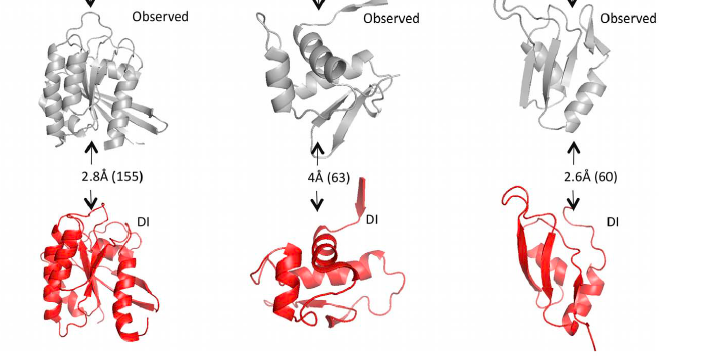 Observed
Observed
Observed
2.8Å (155)
4Å (63)
2.6Å (60)
DI
DI
DI